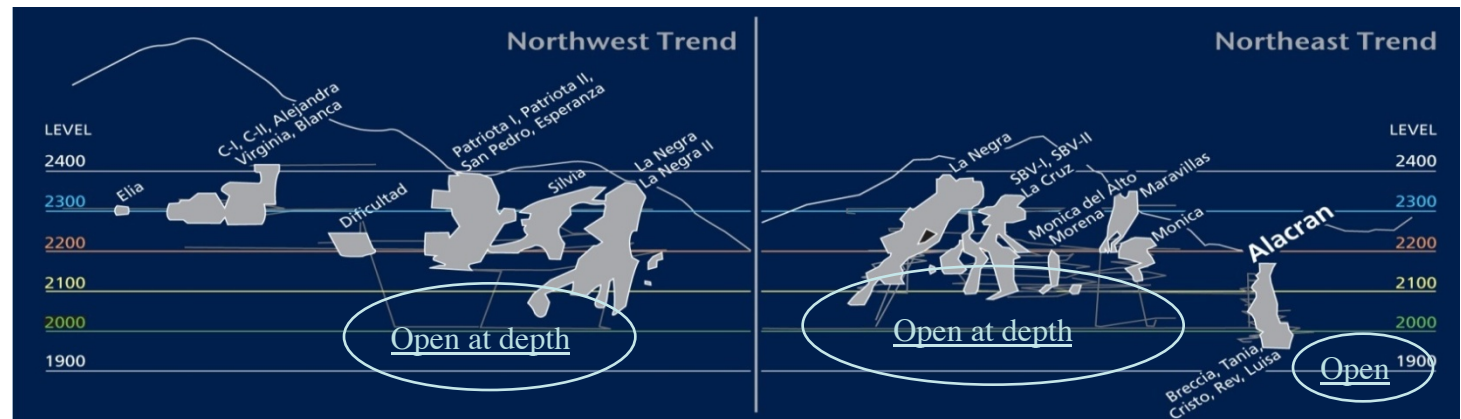 Northwest Trend
LEVEL
2400
2300
2200
2100
2000
1900
Elia
C-I, C-II, Alejandra
Virginia, Blanca
Dificultad
Patriota I, Patriota II,
San Pedro, Esperanza
Silvia
La Negra
La Negra II
Open at depth
Northeast Trend
LEVEL
2400
2300
2200
2100
2000
1900
La Negra
SBV-I, SBV-II
La Cruz
Monica del Alto
Morena
Maravillas
Monica
Alacran
Breccia, Tania,
Cristo, Rev, Luisa
Open at depth
Open